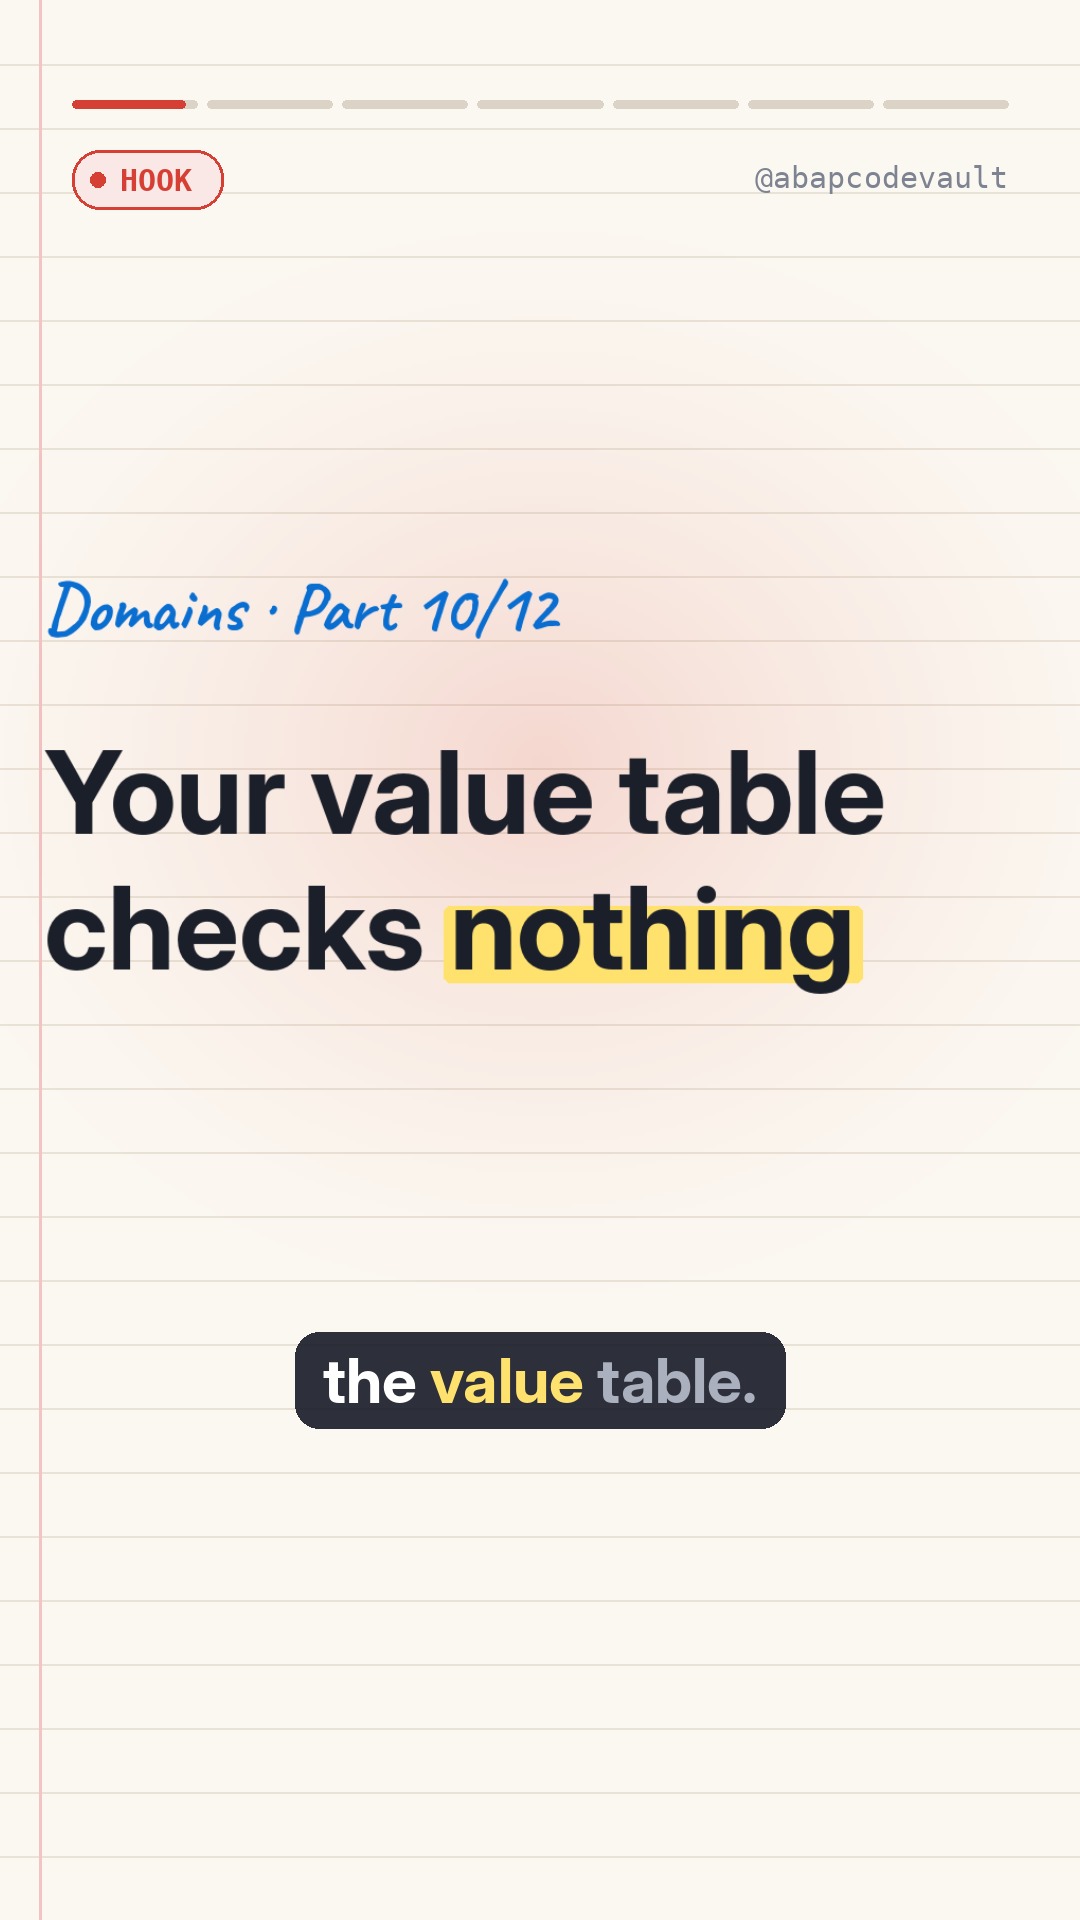 HOOK
@abapcodevault
Domains · Part 10/12
Your value table
checks nothing
the value table.